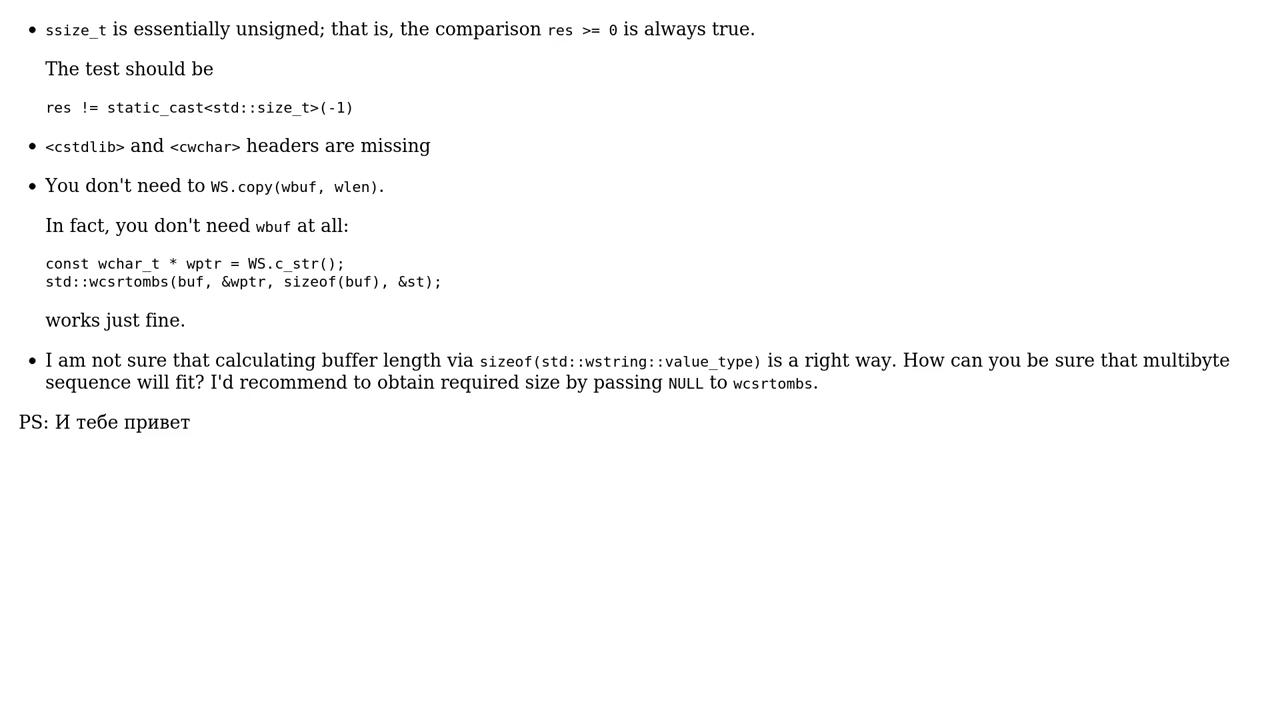 ssize_t is essentially unsigned; that is, the comparison res >= 0 is always true.
The test should be
res != static_cast<std::size_t>(-1)
<cstdlib> and <cwchar> headers are missing
You don't need to WS.copy(wbuf, wlen).
In fact, you don't need wbuf at all:
const wchar_t * wptr = WS.c_str();
std::wcsrtombs(buf, &wptr, sizeof(buf), &st);
works just fine.
I am not sure that calculating buffer length via sizeof(std::wstring::value_type) is a right way. How can you be sure that multibyte
sequence will fit? I'd recommend to obtain required size by passing NULL to wcsrtombs.
PS: И тебе привет